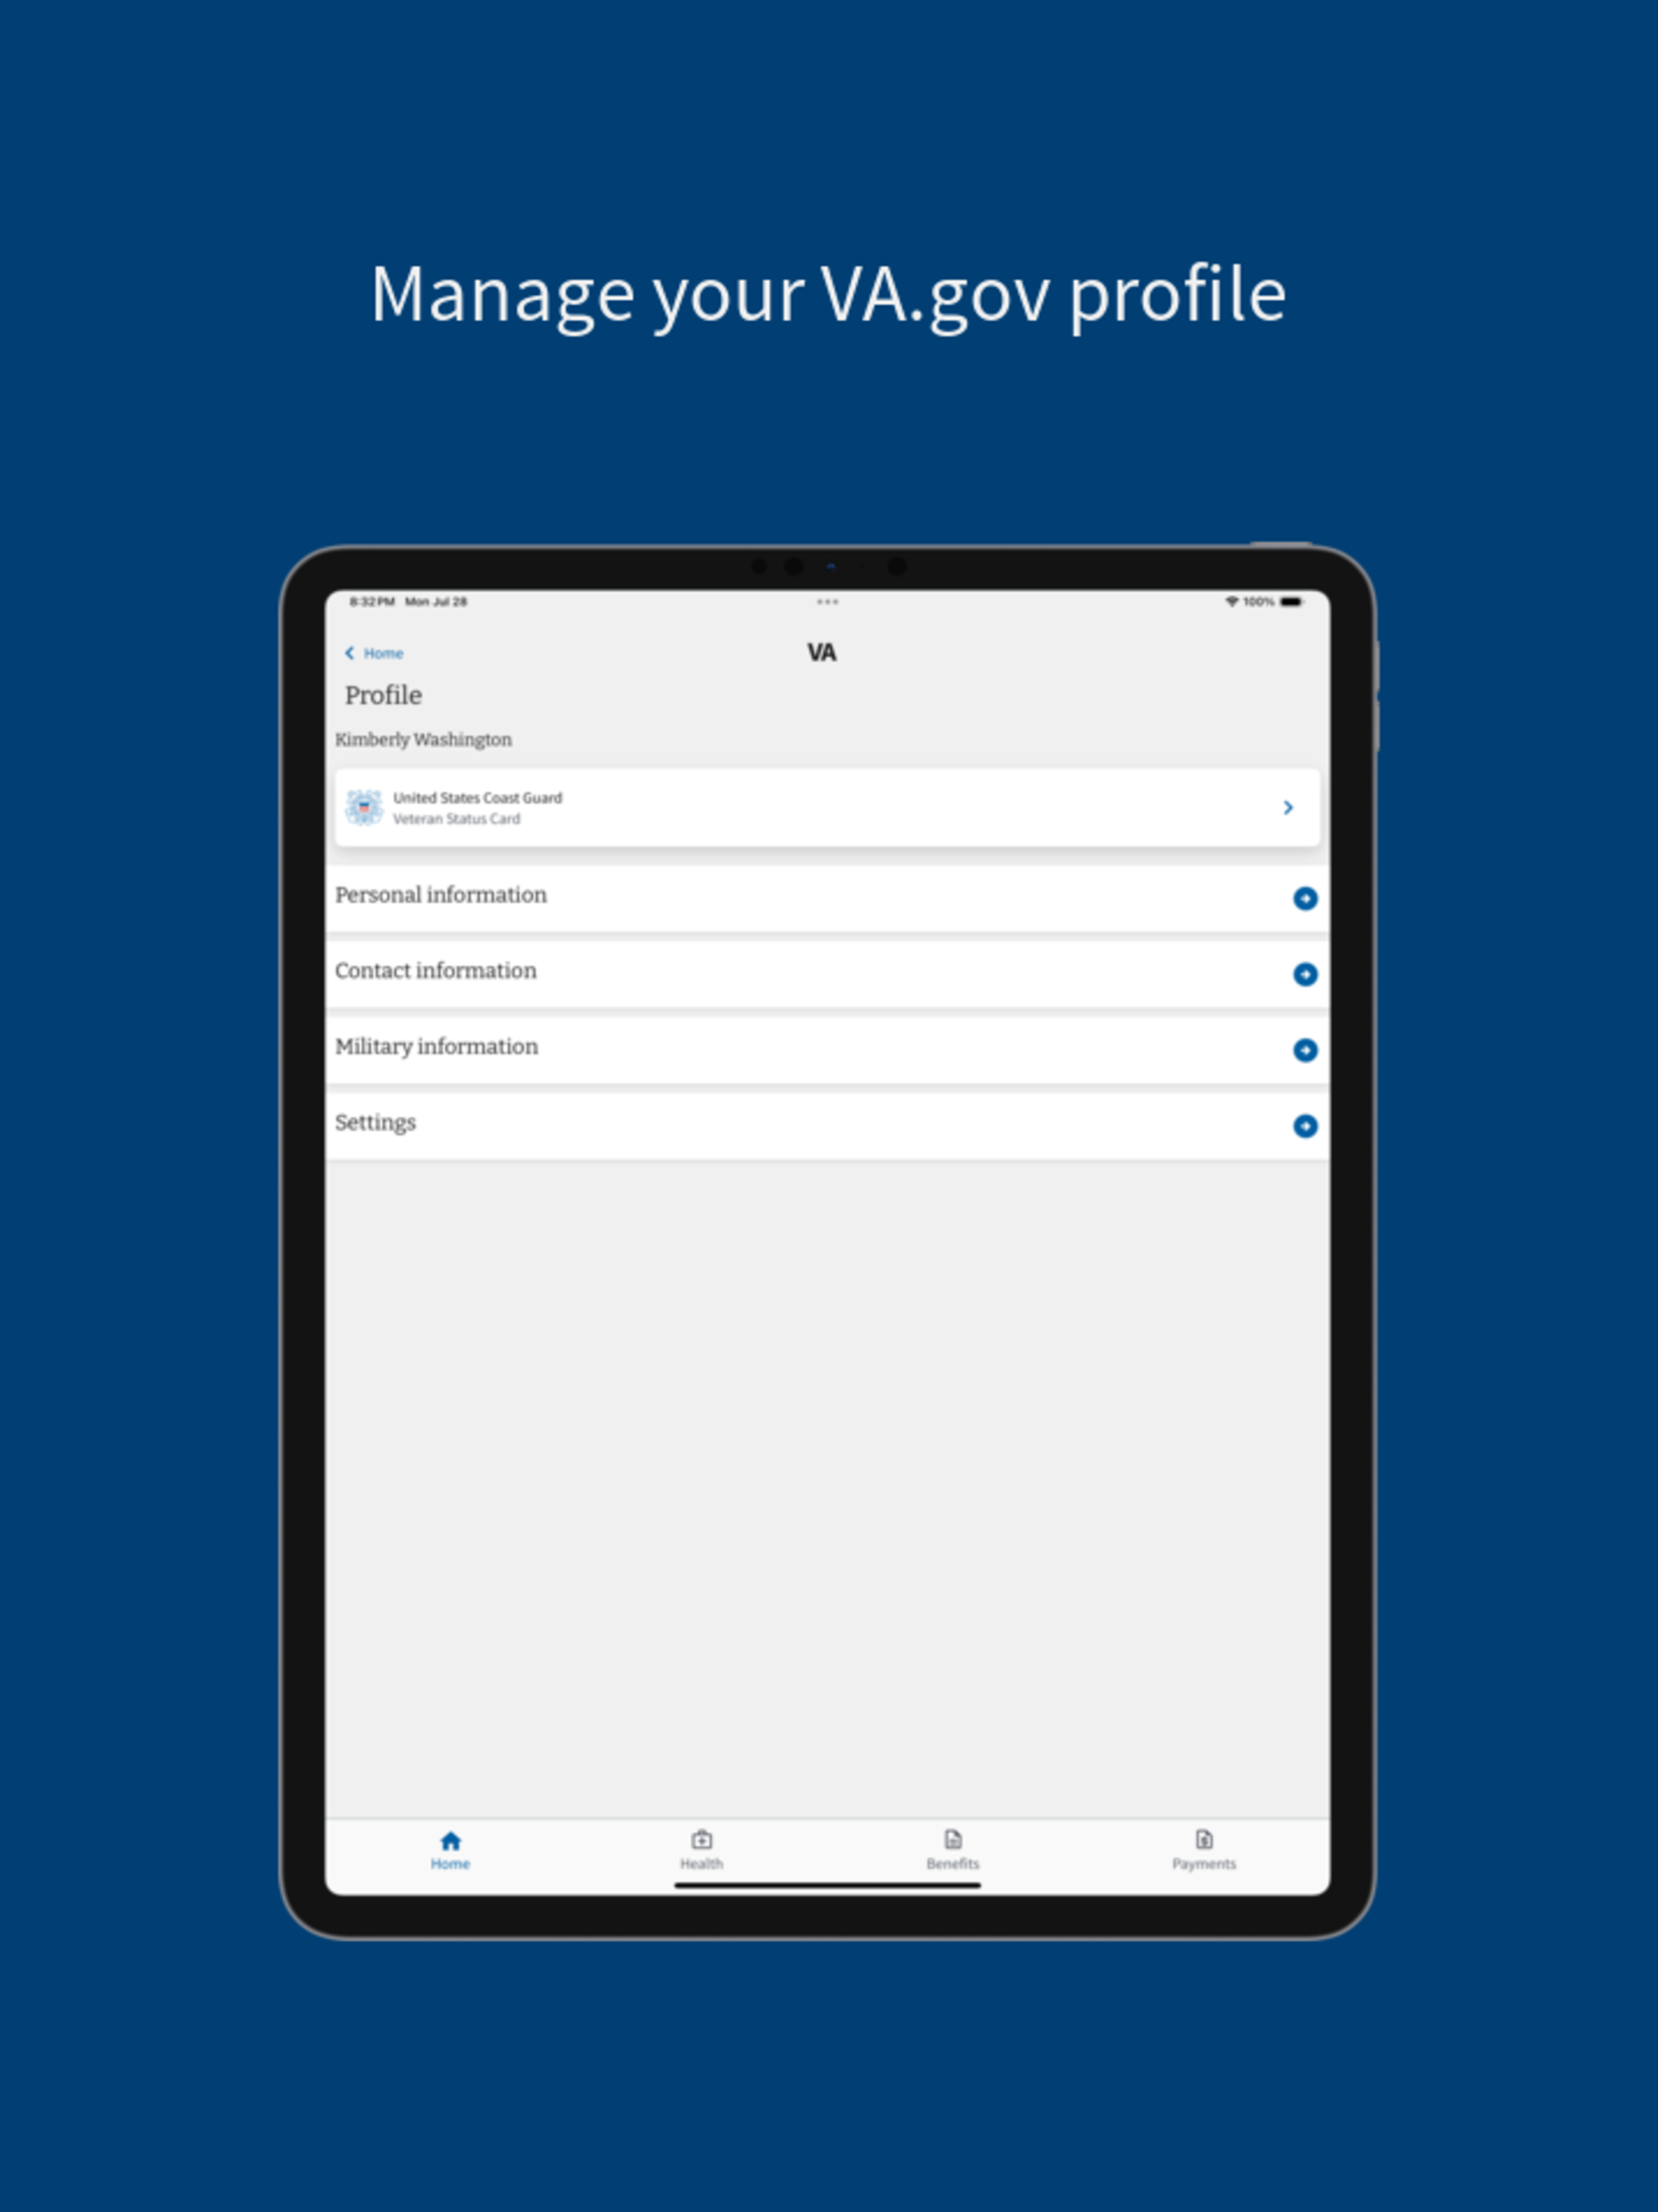 Manage your VA.gov profile
8:32 PM Mon Jul 28
100%
Home
VA
Profile
Kimberly Washington
United States Coast Guard
Veteran Status Card
Personal information
Contact information
Military information
Settings
Home
Health
Benefits
Payments